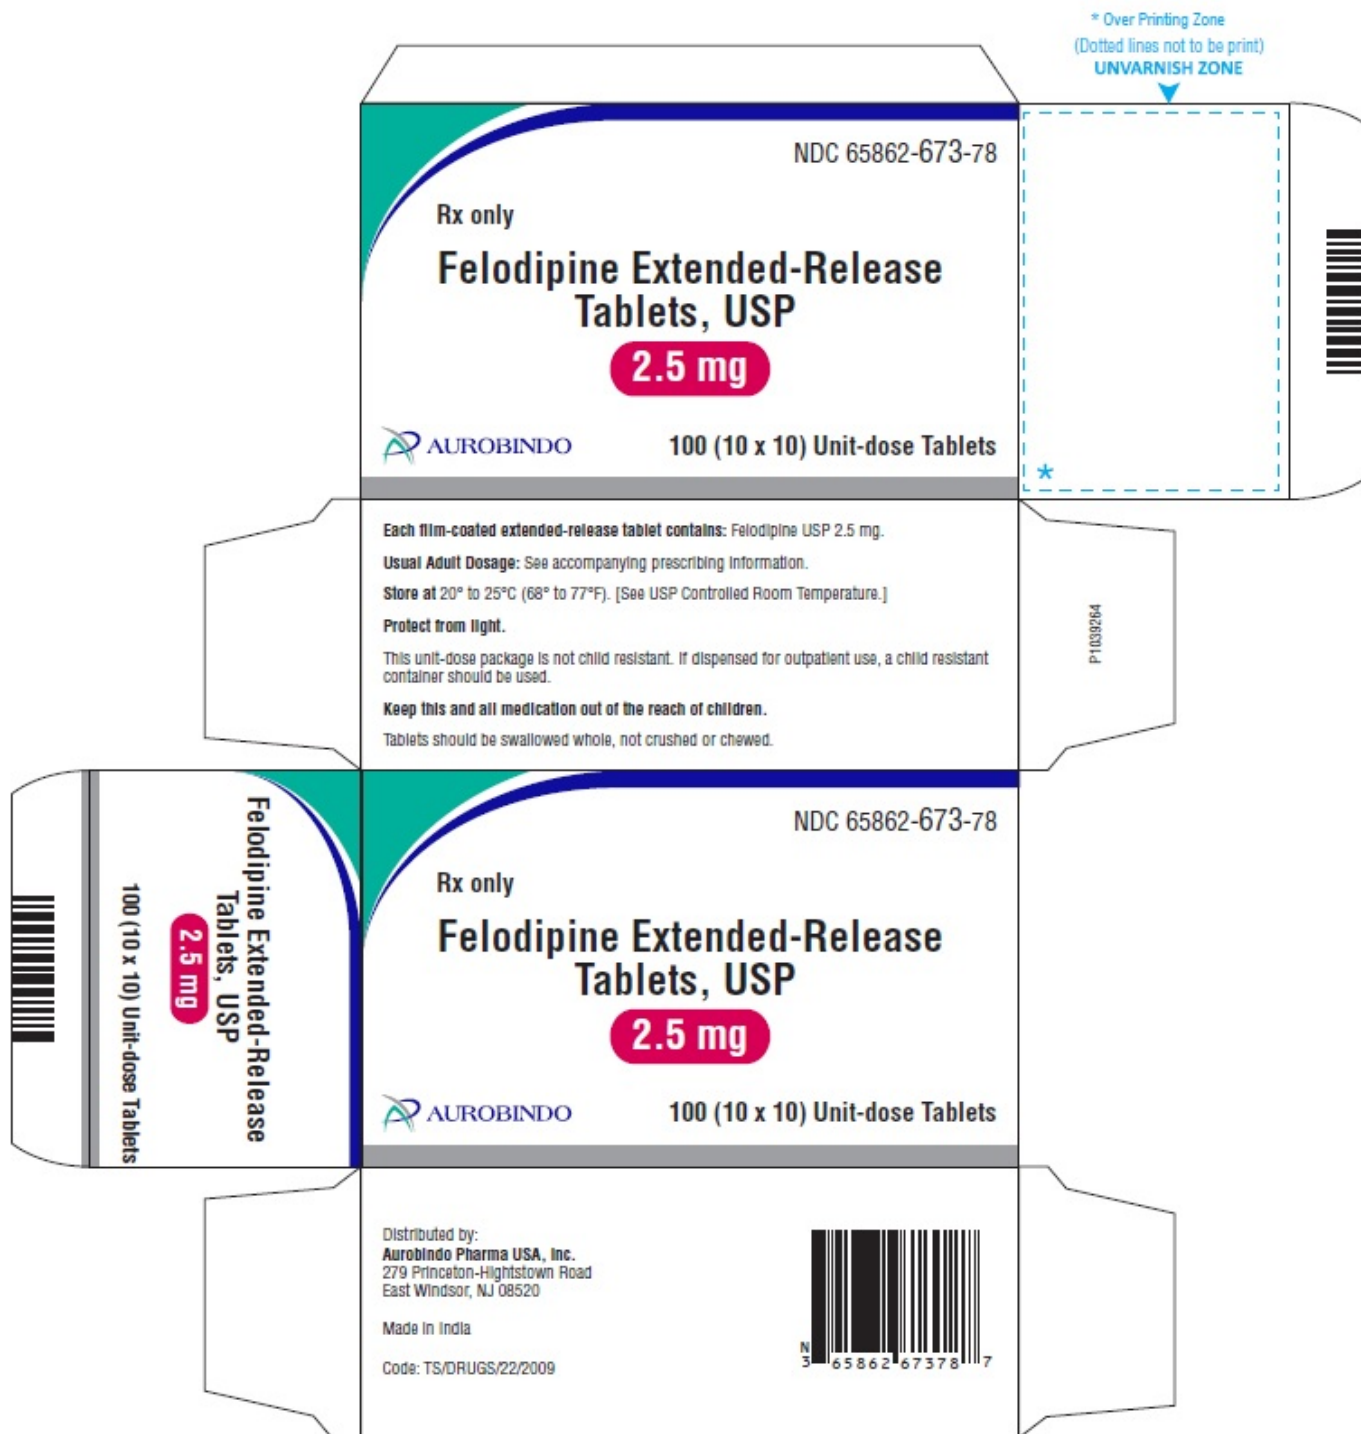 * Over Printing Zone
(Dotted lines not to be print)
UNVARNISH ZONE
NDC 65862-673-78
Rx only
Felodipine Extended-Release
Tablets, USP
2.5 mg
AUROBINDO
100 (10 x 10) Unit-dose Tablets
*
Each film-coated extended-release tablet contains: Felodipine USP 2.5 mg.
Usual Adult Dosage: See accompanying prescribing information.
Store at 20° to 25°C (68° to 77°F). [See USP Controlled Room Temperature.]
Protect from light.
This unit-dose package is not child resistant. If dispensed for outpatient use, a child resistant
container should be used.
Keep this and all medication out of the reach of children.
Tablets should be swallowed whole, not crushed or chewed.
P1039264
Felodipine Extended-Release
Tablets, USP
2.5 mg
100 (10 x 10) Unit-dose Tablets
NDC 65862-673-78
Rx only
Felodipine Extended-Release
Tablets, USP
2.5 mg
AUROBINDO
100 (10 x 10) Unit-dose Tablets
Distributed by:
Aurobindo Pharma USA, Inc.
279 Princeton-Hightstown Road
East Windsor, NJ 08520
Made in India
Code: TS/DRUGS/22/2009
N
3 65862 67378 7